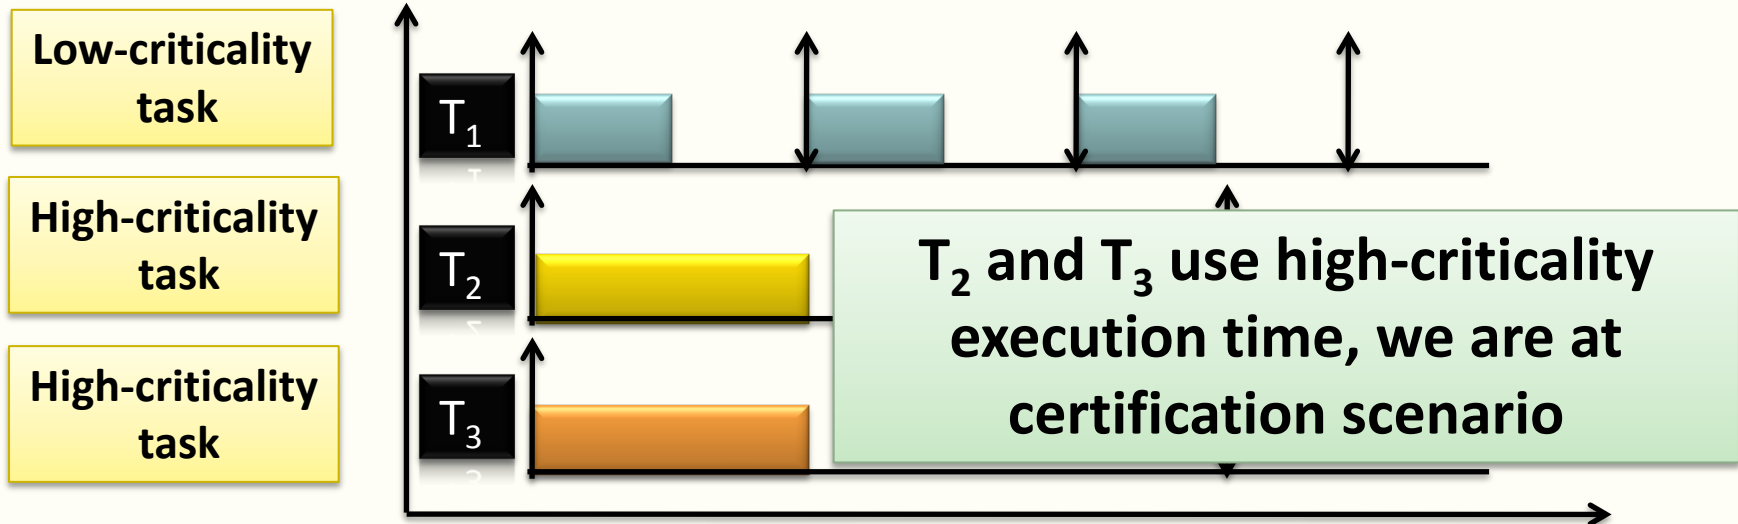 Low-criticality
task
T1
High-criticality
task
T2
High-criticality
task
T3
T2 and T3 use high-criticality
execution time, we are at
certification scenario